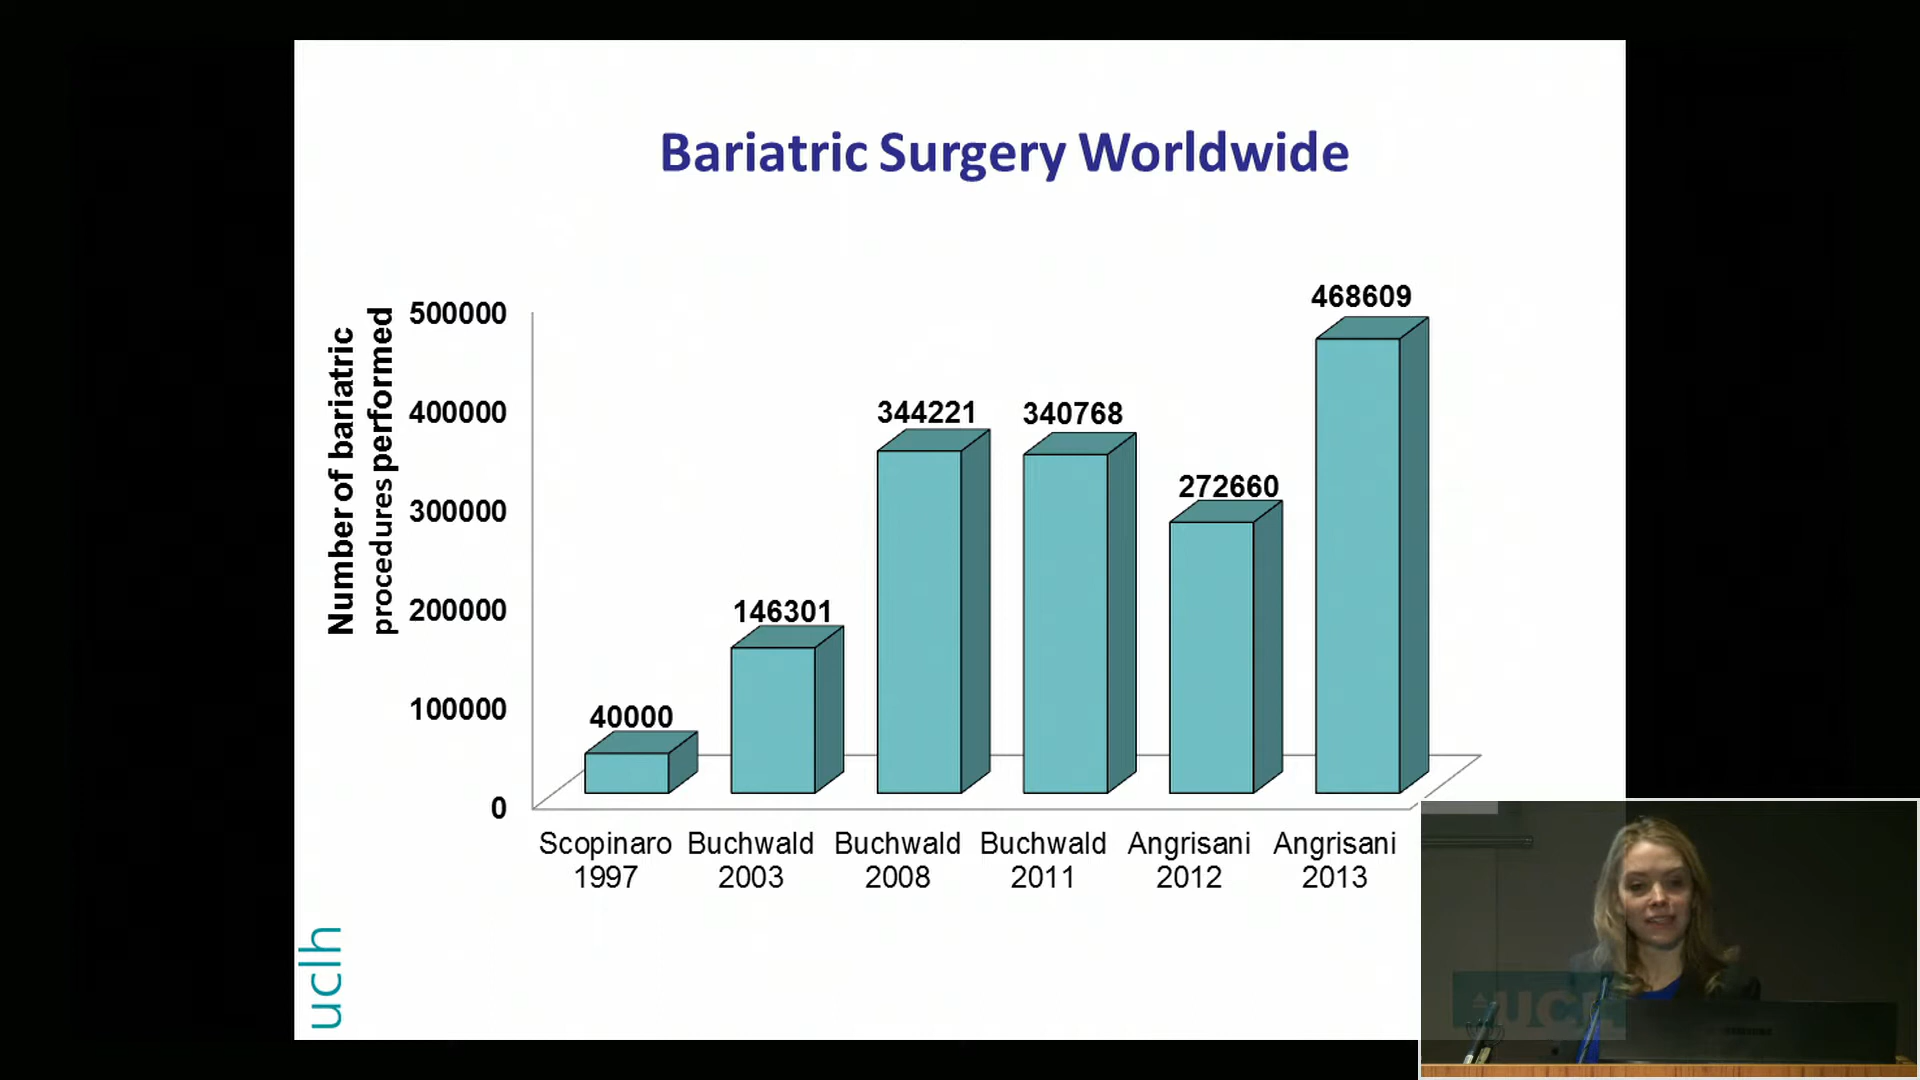 Bariatric Surgery Worldwide
Number of bariatric
procedures performed
500000
400000
300000
200000
100000
0
40000
146301
344221
340768
272660
468609
Scopinaro
1997
Buchwald
2003
Buchwald
2008
Buchwald
2011
Angrisani
2012
Angrisani
2013
uclh
UCL